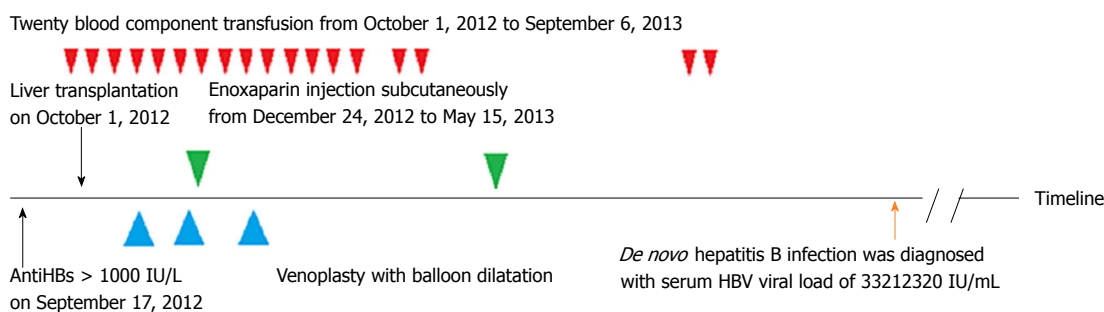 Twenty blood component transfusion from October 1, 2012 to September 6, 2013
Liver transplantation
on October 1, 2012
Enoxaparin injection subcutaneously
from December 24, 2012 to May 15, 2013
Timeline
AntiHBs > 1000 IU/L
on September 17, 2012
Venoplasty with balloon dilatation
De novo hepatitis B infection was diagnosed
with serum HBV viral load of 33212320 IU/mL